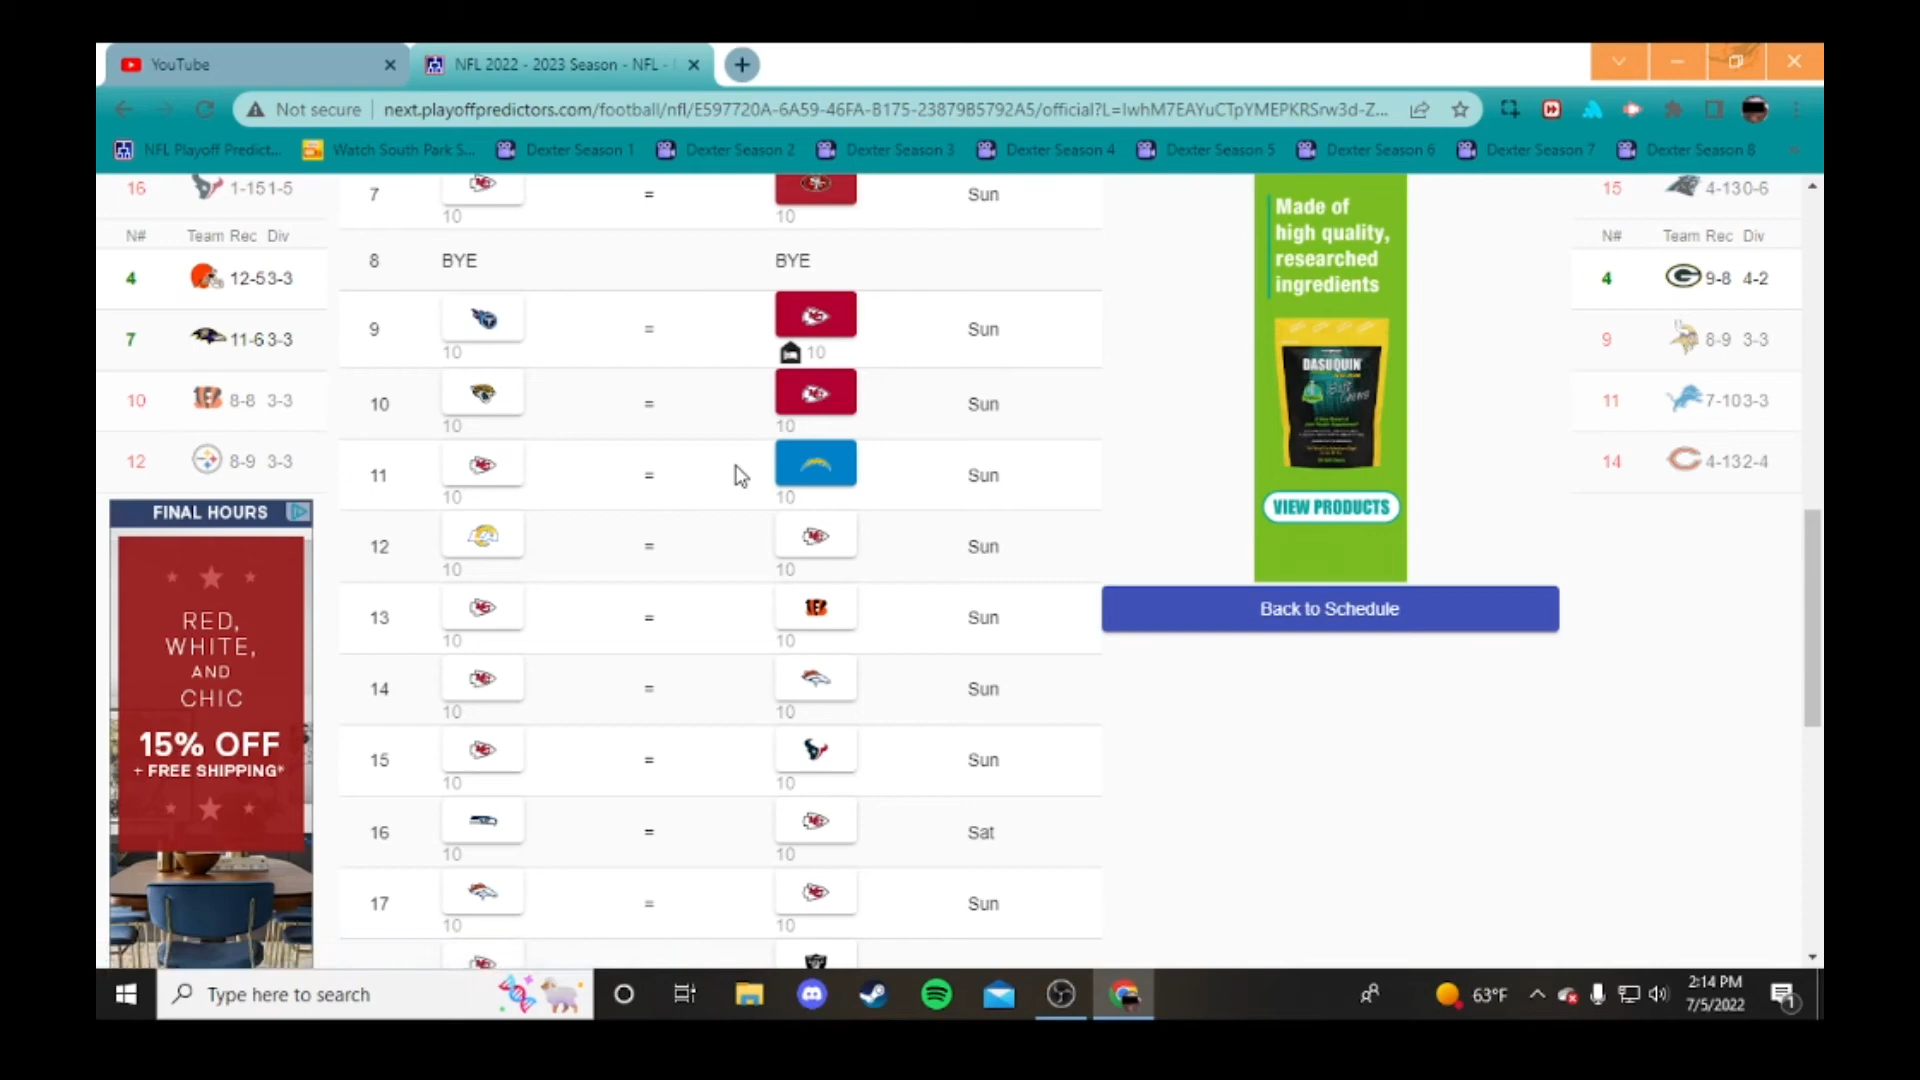 YouTube
NFL 2022 - 2023 Season - NFL -
Not secure
next.playoffpredictors.com/football/nfl/E597720A-6A59-46FA-B175-23879B5792A5/official?L=IwhM7EAYuCTpYMEPKRSrw3d-Z...
NFL Playoff Predict...
Watch South Park S...
Dexter Season 1
Dexter Season 2
Dexter Season 3
Dexter Season 4
Dexter Season 5
Dexter Season 6
Dexter Season 7
Dexter Season 8
16 1-15 1-5
N# Team Rec Div
4 12-5 3-3
7 11-6 3-3
10 8-8 3-3
12 8-9 3-3
FINAL HOURS
RED,
WHITE,
AND
CHIC
15% OFF
+ FREE SHIPPING*
7 = Sun
10 10
8 BYE BYE
9 = Sun
10 10
10 = Sun
10 10
11 = Sun
10 10
12 = Sun
10 10
13 = Sun
10 10
14 = Sun
10 10
15 = Sun
10 10
16 = Sat
10 10
17 = Sun
10 10
Made of
high quality,
researched
ingredients
DASUQUIN
VIEW PRODUCTS
Back to Schedule
15 4-13 0-6
N# Team Rec Div
4 9-8 4-2
9 8-9 3-3
11 7-10 3-3
14 4-13 2-4
Type here to search
63°F
2:14 PM
7/5/2022
1